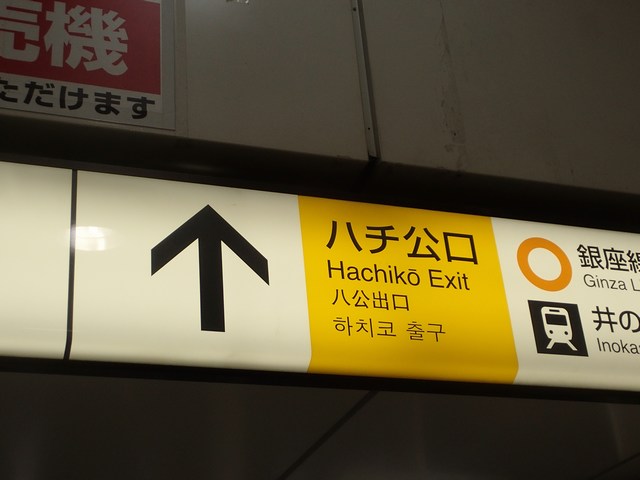 売機
ただけます
ハチ公口
Hachikō Exit
八公出口
하치코 출구
銀座線
Ginza L
井の
Inoka